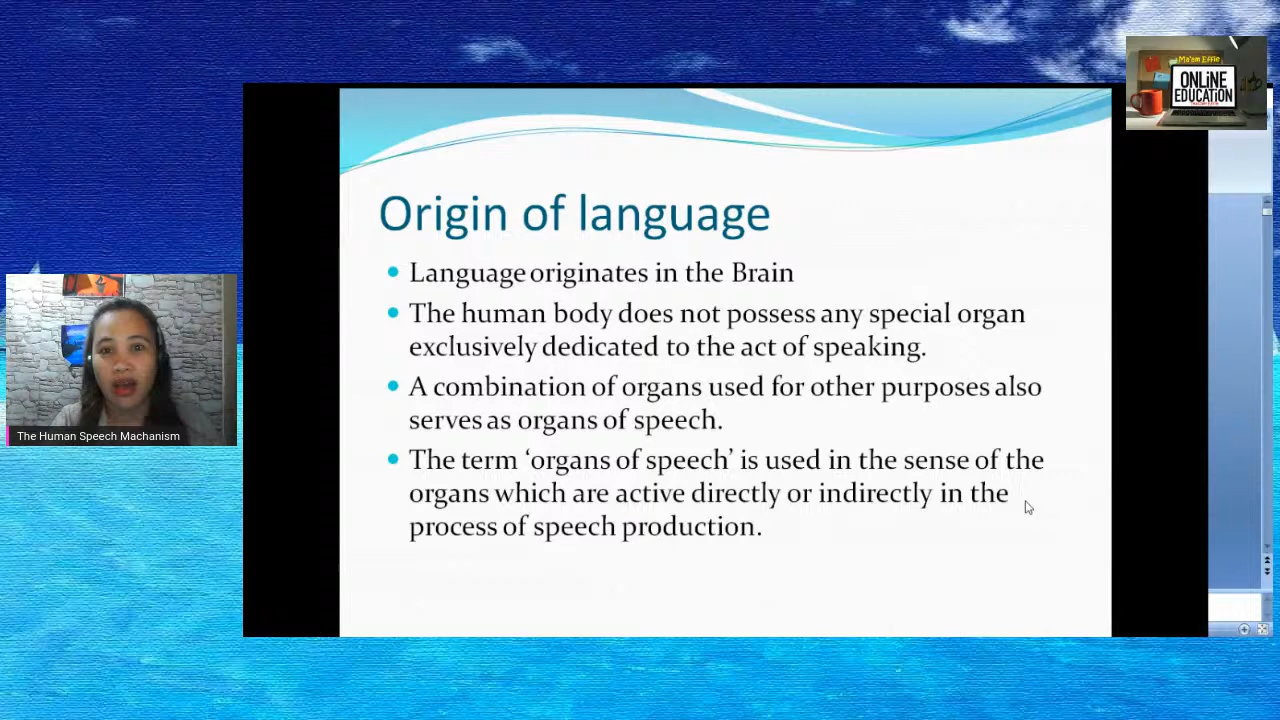 Ma'am Effie
ONLINE
EDUCATION
Origin of language
Language originates in the Brain
The human body does not possess any special organ
exclusively dedicated to the act of speaking.
A combination of organs used for other purposes also
serves as organs of speech.
The term ‘organs of speech’ is used in the sense of the
organs which are active directly or indirectly in the
process of speech production.
The Human Speech Machanism